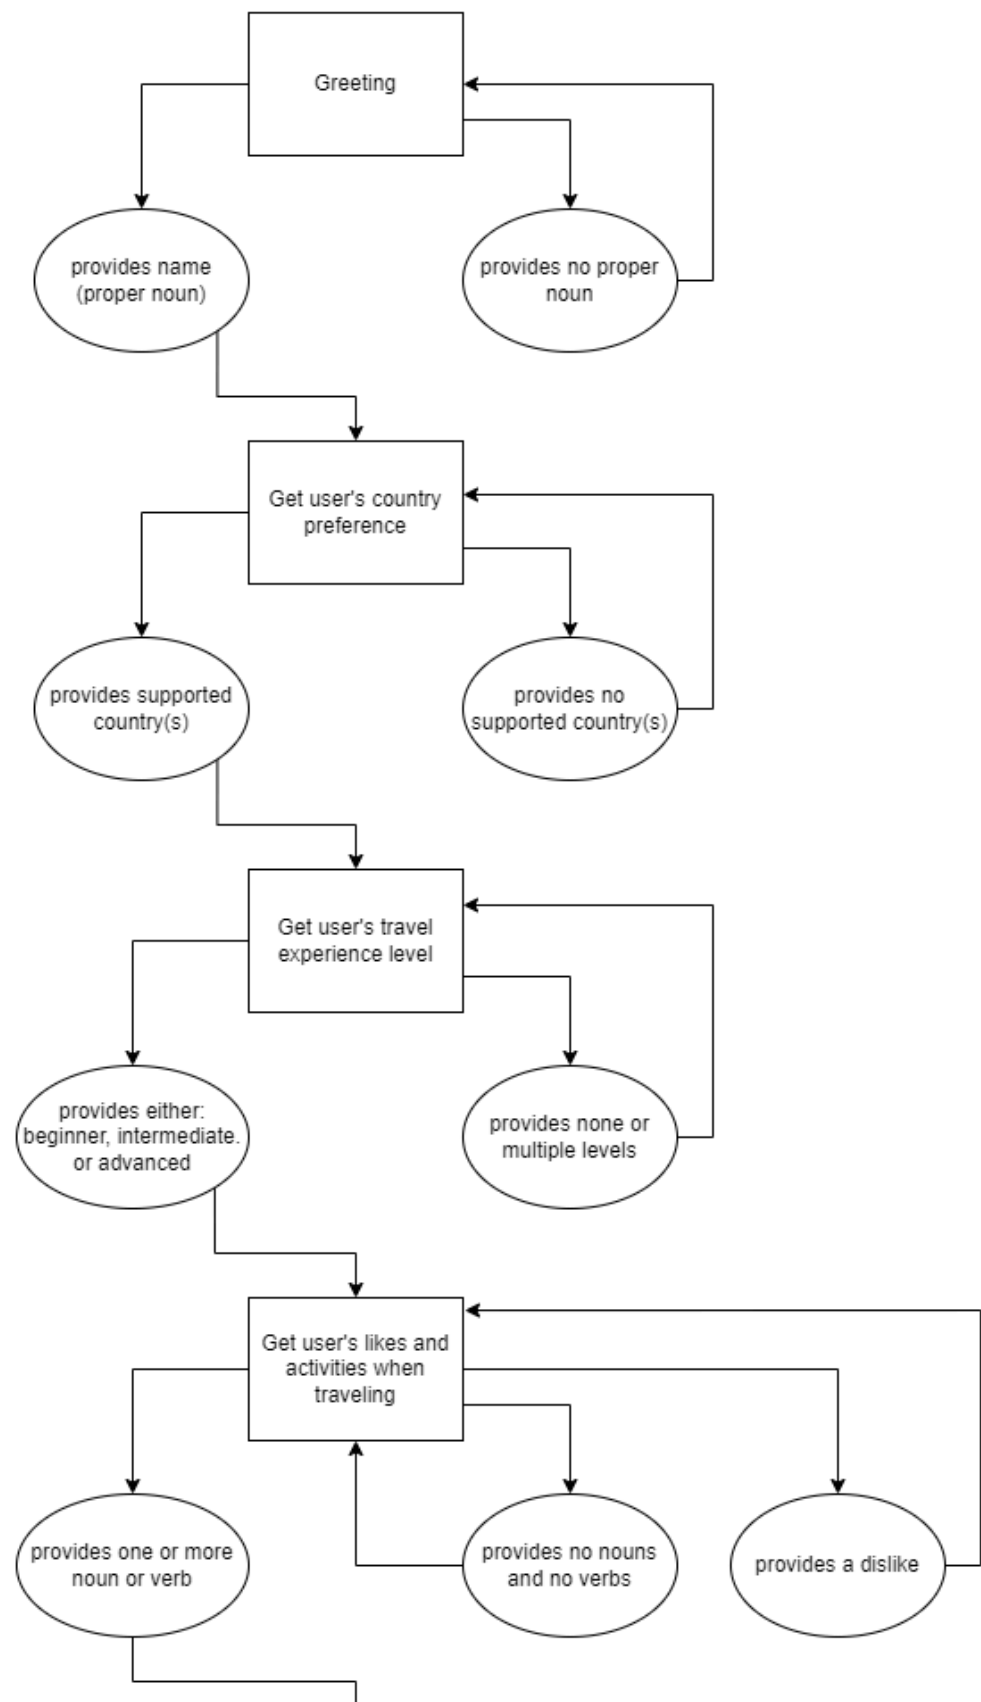 Greeting
provides name
(proper noun)
provides no proper
noun
Get user's country
preference
provides supported
country(s)
provides no
supported country(s)
Get user's travel
experience level
provides either:
beginner, intermediate.
or advanced
provides none or
multiple levels
Get user's likes and
activities when
traveling
provides one or more
noun or verb
provides no nouns
and no verbs
provides a dislike